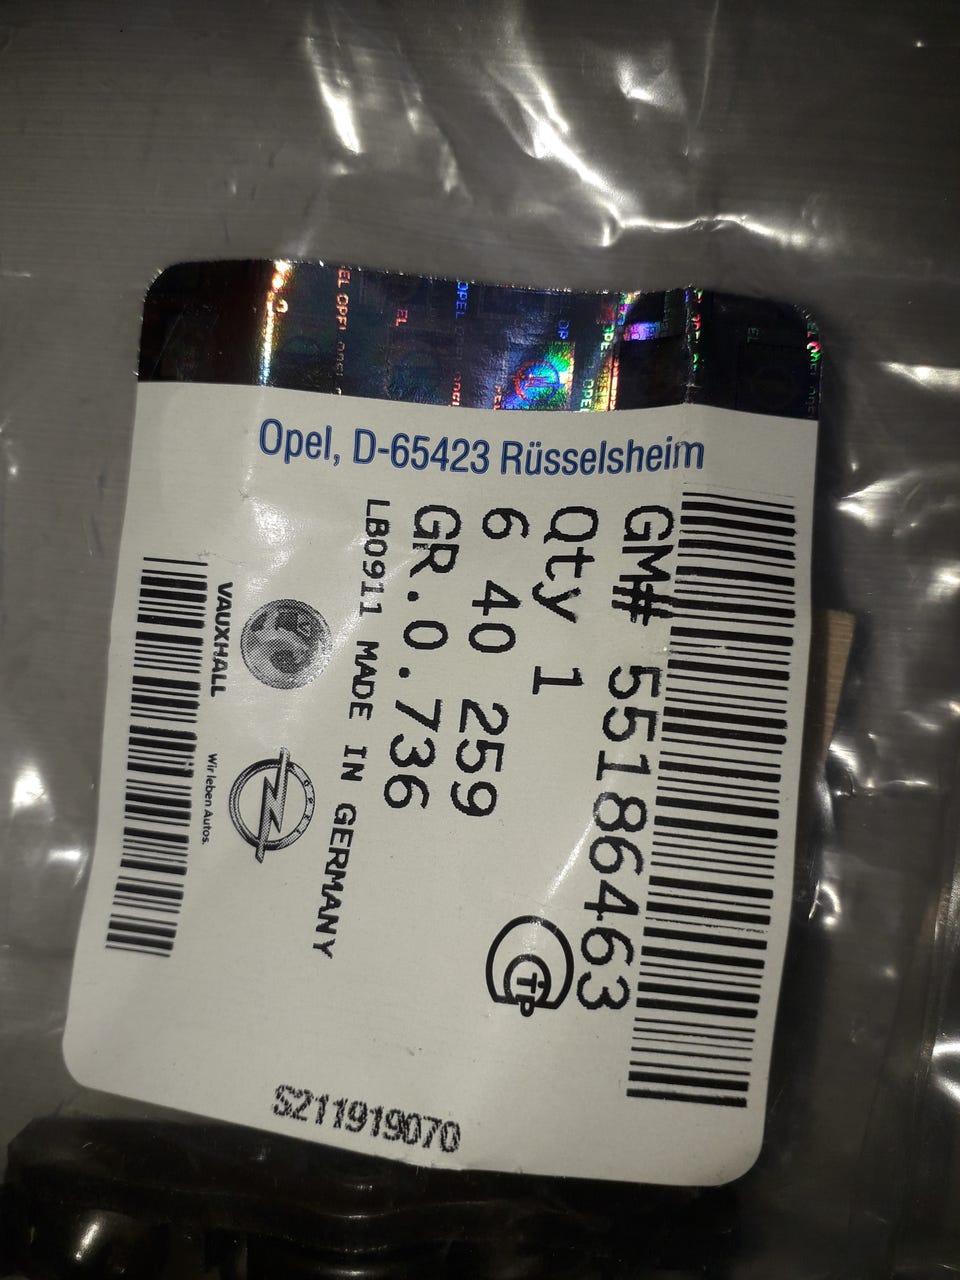 Opel, D-65423 Rüsselsheim
GM# 55186463
Qty 1
6 40 259
GR.0.736
LB0911 MADE IN GERMANY
VAUXHALL
OPEL
Wir leben Autos.
S211919070